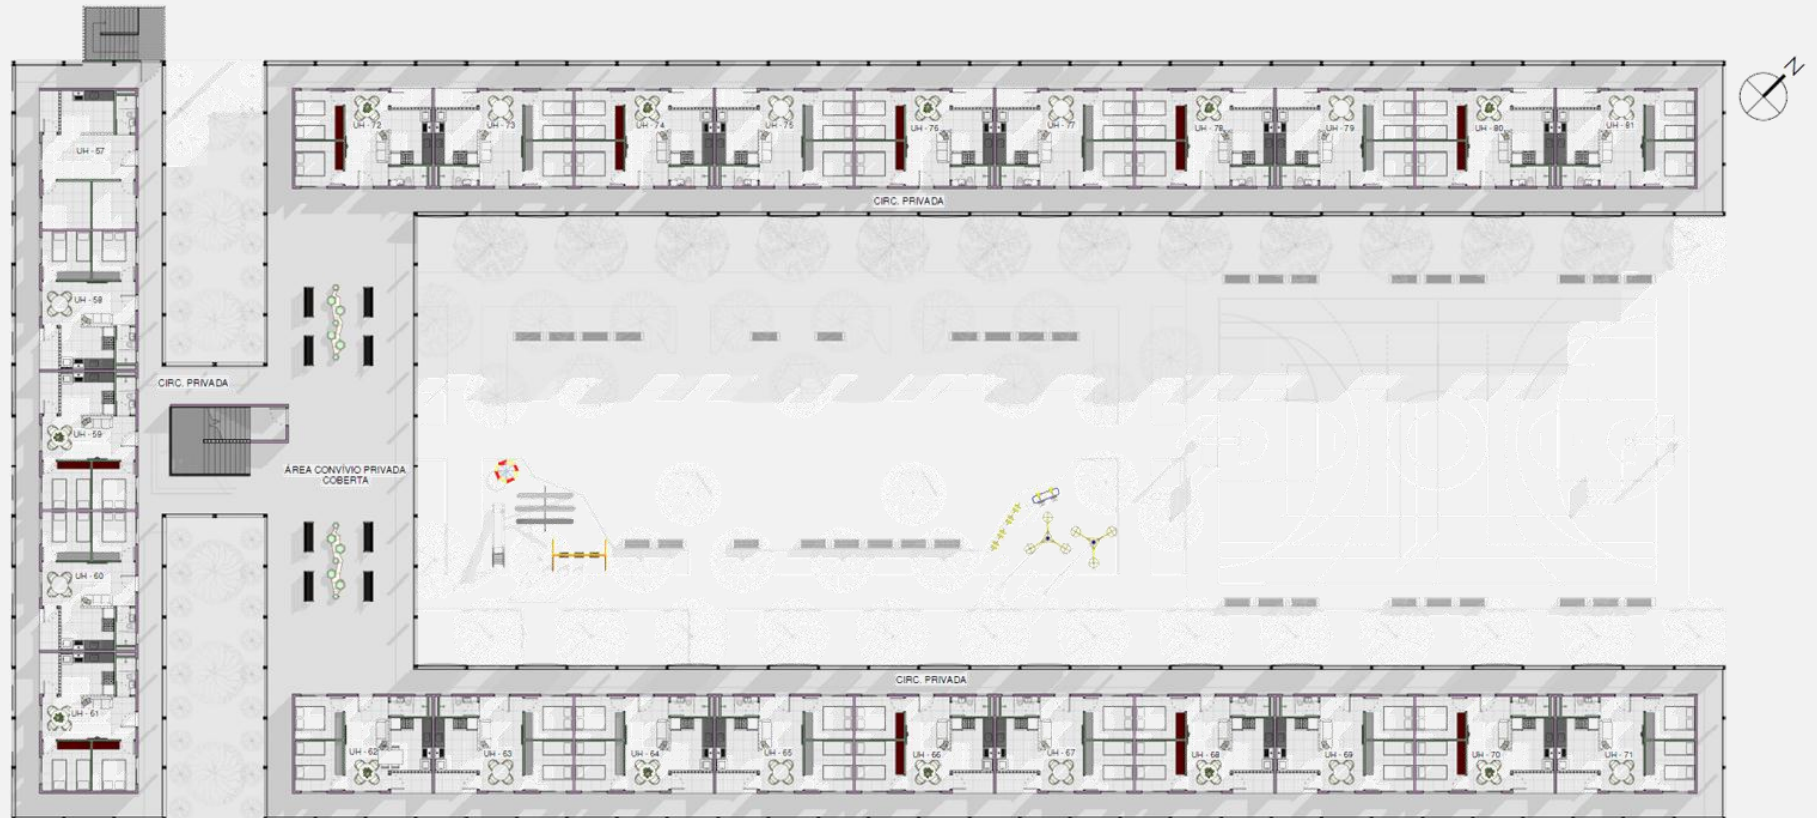 N
UH - 72
UH - 73
UH - 74
UH - 75
UH - 76
UH - 77
UH - 78
UH - 79
UH - 80
UH - 81
UH - 57
CIRC. PRIVADA
UH - 58
CIRC. PRIVADA
UH - 59
ÁREA CONVÍVIO PRIVADA
COBERTA
UH - 60
CIRC. PRIVADA
UH - 61
UH - 62
UH - 63
UH - 64
UH - 65
UH - 66
UH - 67
UH - 68
UH - 69
UH - 70
UH - 71